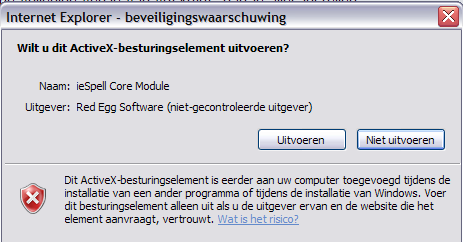 Internet Explorer - beveiligingswaarschuwing
Wilt u dit ActiveX-besturingselement uitvoeren?
Naam: ieSpell Core Module
Uitgever: Red Egg Software (niet-gecontroleerde uitgever)
Uitvoeren Niet uitvoeren
Dit ActiveX-besturingselement is eerder aan uw computer toegevoegd tijdens de
installatie van een ander programma of tijdens de installatie van Windows. Voer
dit besturingselement alleen uit als u de uitgever ervan en de website die het
element aanvraagt, vertrouwt. Wat is het risico?